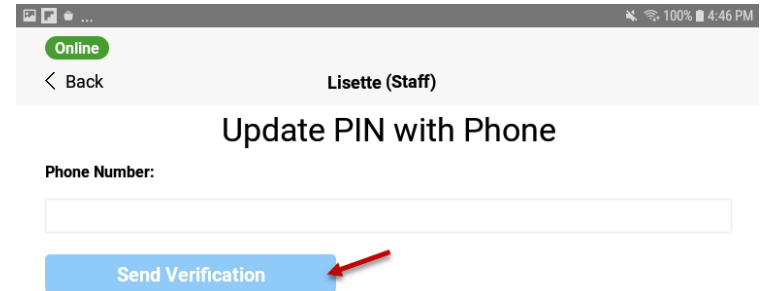 ... 100% 4:46 PM
Online
Back Lisette (Staff)
Update PIN with Phone
Phone Number:
Send Verification